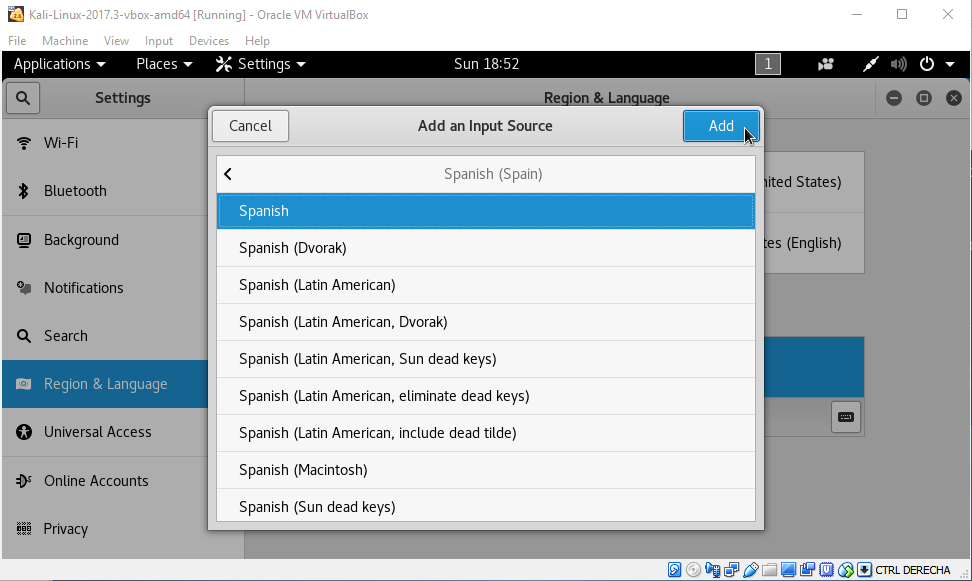 Kali-Linux-2017.3-vbox-amd64 [Running] - Oracle VM VirtualBox
File Machine View Input Devices Help
Applications Places Settings Sun 18:52 1
Settings Region & Language
Cancel Add an Input Source Add
Wi-Fi
Bluetooth
Background
Notifications
Search
Region & Language
Universal Access
Online Accounts
Privacy
Spanish (Spain)
Spanish
Spanish (Dvorak)
Spanish (Latin American)
Spanish (Latin American, Dvorak)
Spanish (Latin American, Sun dead keys)
Spanish (Latin American, eliminate dead keys)
Spanish (Latin American, include dead tilde)
Spanish (Macintosh)
Spanish (Sun dead keys)
nited States)
tes (English)
CTRL DERECHA